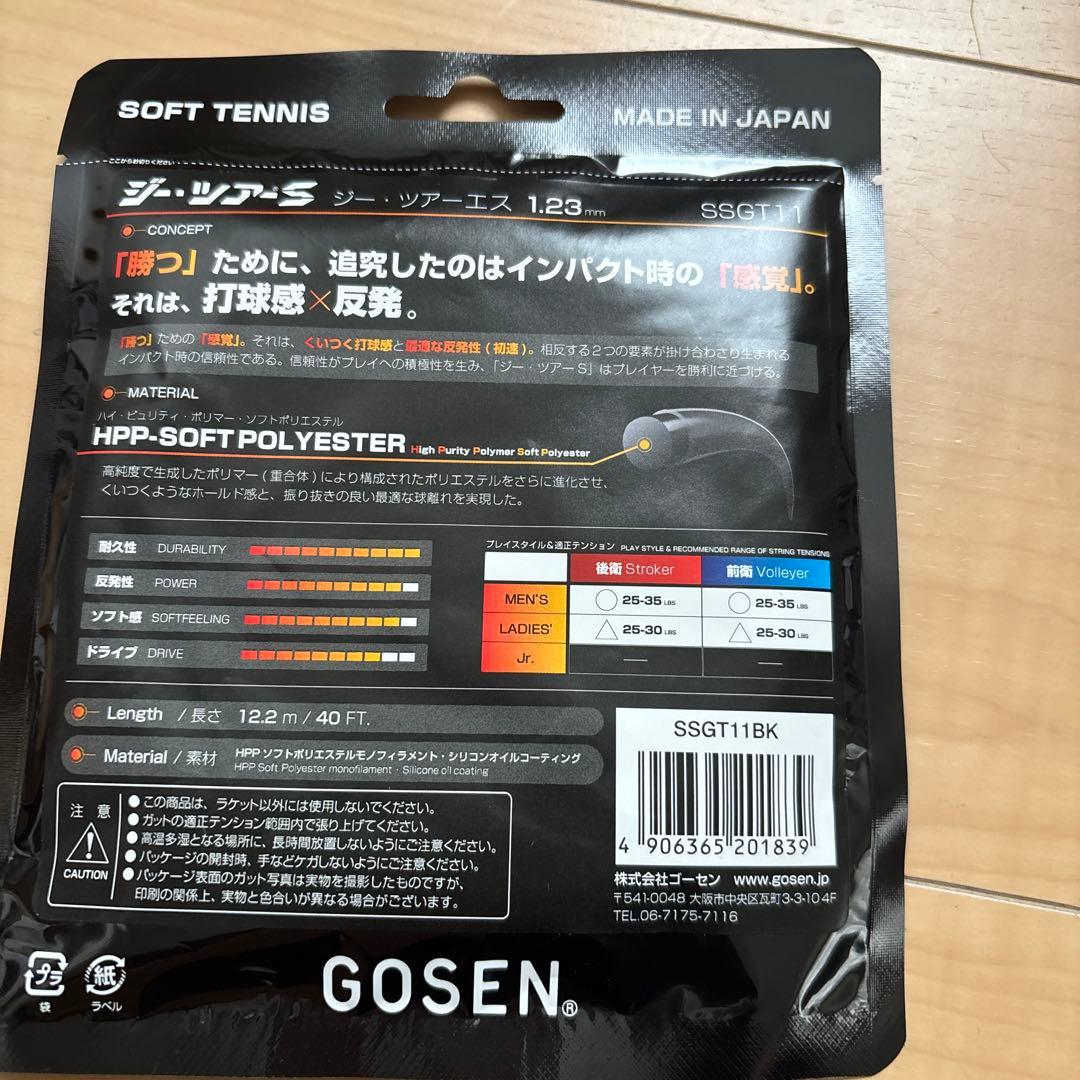 SOFT TENNIS
MADE IN JAPAN
ここからお切りください
ジー・ツアーS ジー・ツアーエス 1.23mm SSGT11
CONCEPT
「勝つ」ために、追究したのはインパクト時の「感覚」。
それは、打球感×反発。
「勝つ」ための「感覚」。それは、くいつく打球感と最適な反発性(初速)。相反する2つの要素が掛け合わさり生まれる
インパクト時の信頼性である。信頼性がプレイへの積極性を生み、「ジー・ツアーS」はプレイヤーを勝利に近づける。
MATERIAL
ハイ・ピュリティ・ポリマー・ソフトポリエステル
HPP-SOFT POLYESTER High Purity Polymer Soft Polyester
高純度で生成したポリマー(重合体)により構成されたポリエステルをさらに進化させ、
くいつくようなホールド感と、振り抜きの良い最適な球離れを実現した。
耐久性 DURABILITY
反発性 POWER
ソフト感 SOFTFEELING
ドライブ DRIVE
プレイスタイル&適正テンション PLAY STYLE & RECOMMENDED RANGE OF STRING TENSIONS
後衛 Stroker 前衛 Volleyer
MEN'S ○ 25-35 LBS ○ 25-35 LBS
LADIES' △ 25-30 LBS △ 25-30 LBS
Jr. — —
Length / 長さ 12.2 m / 40 FT.
Material / 素材 HPP ソフトポリエステルモノフィラメント・シリコンオイルコーティング
HPP Soft Polyester monofilament · Silicone oil coating
注意
CAUTION
●この商品は、ラケット以外には使用しないでください。
●ガットの適正テンション範囲内で張り上げてください。
●高温多湿となる場所に、長時間放置しないようにご注意ください。
●パッケージの開封時、手などケガしないようにご注意ください。
●パッケージ表面のガット写真は実物を撮影したものですが、
印刷の関係上、実物と色合いが異なる場合がございます。
SSGT11BK
4 906365 201839
株式会社ゴーセン www.gosen.jp
〒541-0048 大阪市中央区瓦町3-3-10 4F
TEL.06-7175-7116
プラ
袋
紙
ラベル
GOSEN®